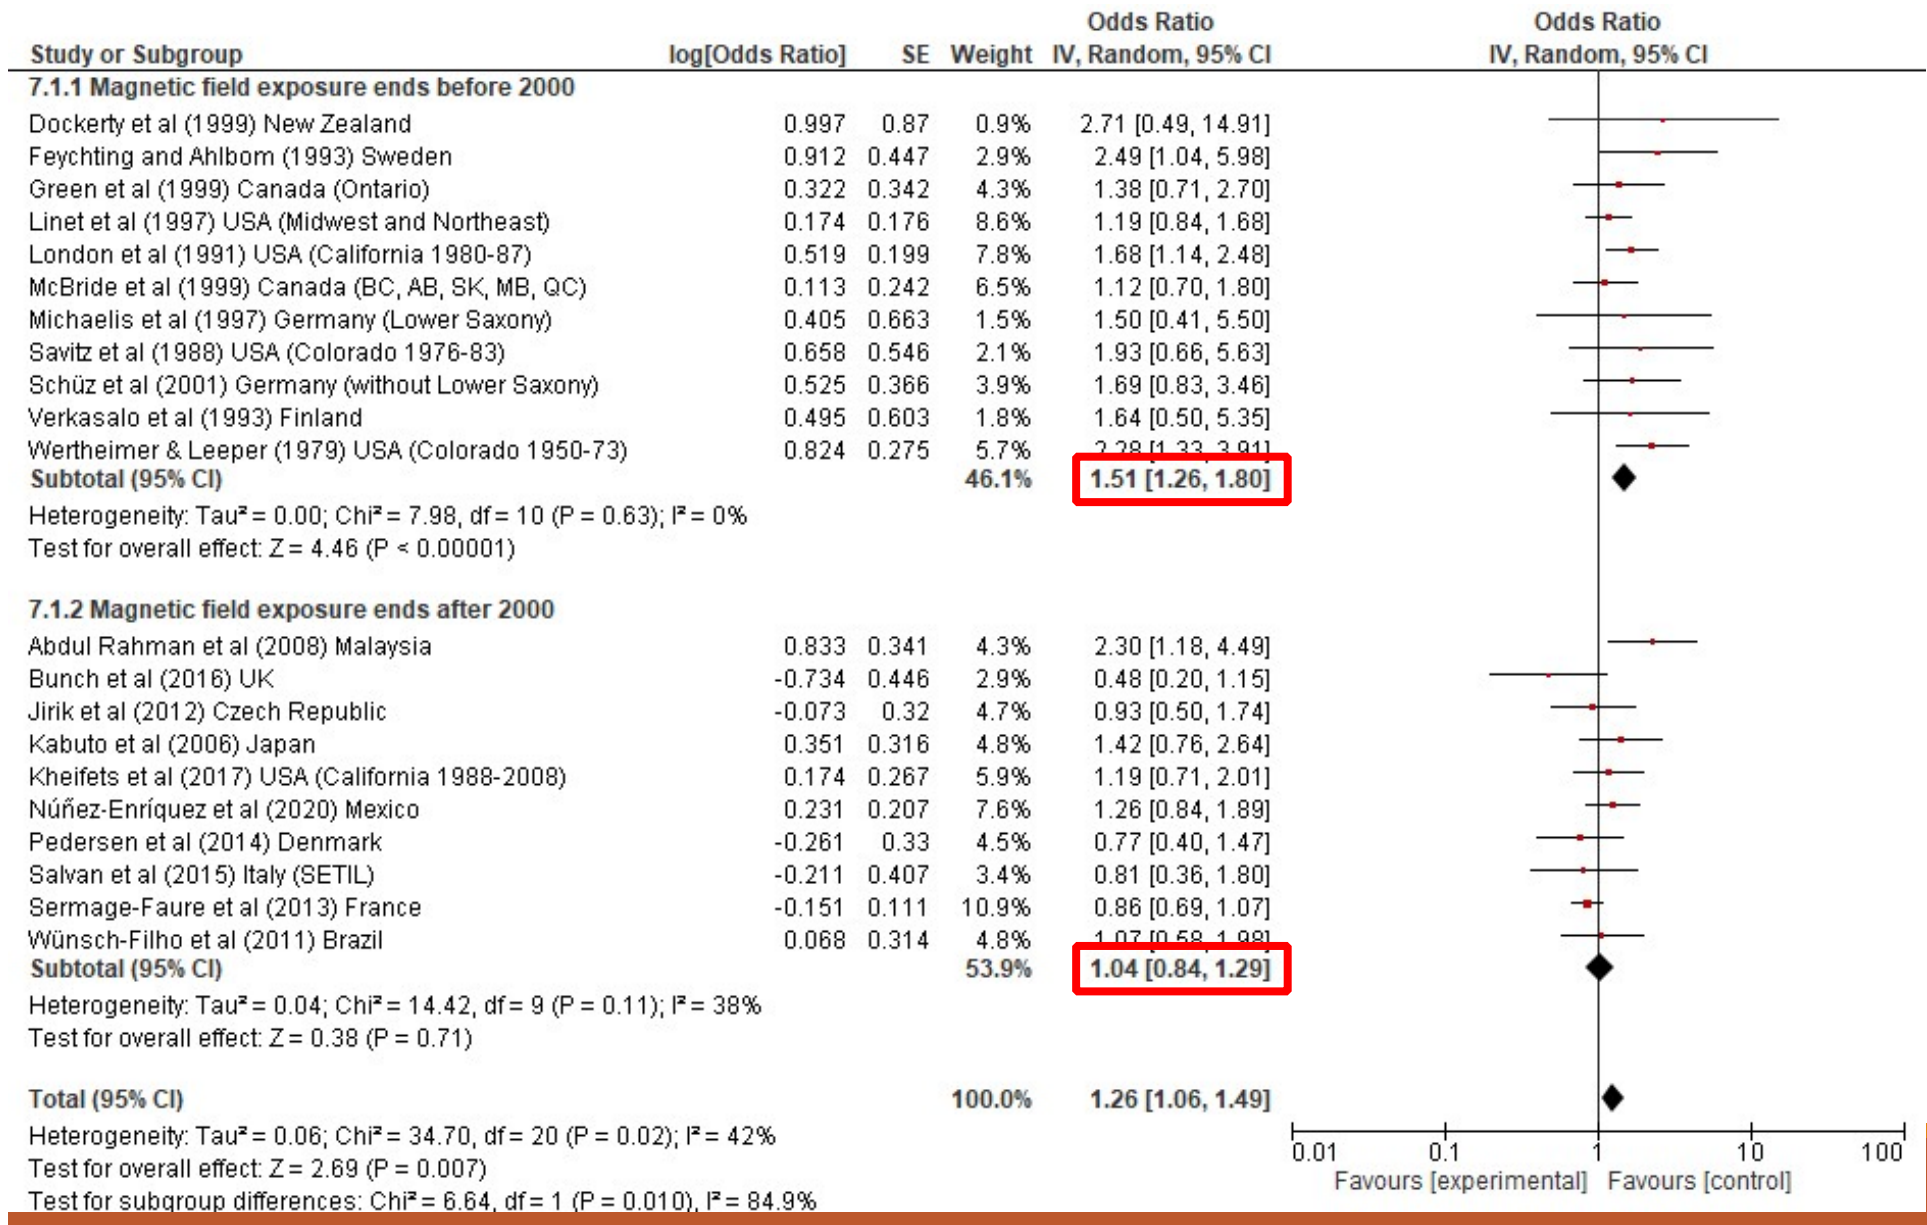 Odds Ratio Odds Ratio
Study or Subgroup log[Odds Ratio] SE Weight IV, Random, 95% CI IV, Random, 95% CI
7.1.1 Magnetic field exposure ends before 2000
Dockerty et al (1999) New Zealand 0.997 0.87 0.9% 2.71 [0.49, 14.91]
Feychting and Ahlbom (1993) Sweden 0.912 0.447 2.9% 2.49 [1.04, 5.98]
Green et al (1999) Canada (Ontario) 0.322 0.342 4.3% 1.38 [0.71, 2.70]
Linet et al (1997) USA (Midwest and Northeast) 0.174 0.176 8.6% 1.19 [0.84, 1.68]
London et al (1991) USA (California 1980-87) 0.519 0.199 7.8% 1.68 [1.14, 2.48]
McBride et al (1999) Canada (BC, AB, SK, MB, QC) 0.113 0.242 6.5% 1.12 [0.70, 1.80]
Michaelis et al (1997) Germany (Lower Saxony) 0.405 0.663 1.5% 1.50 [0.41, 5.50]
Savitz et al (1988) USA (Colorado 1976-83) 0.658 0.546 2.1% 1.93 [0.66, 5.63]
Schüz et al (2001) Germany (without Lower Saxony) 0.525 0.366 3.9% 1.69 [0.83, 3.46]
Verkasalo et al (1993) Finland 0.495 0.603 1.8% 1.64 [0.50, 5.35]
Wertheimer & Leeper (1979) USA (Colorado 1950-73) 0.824 0.275 5.7% 2.28 [1.33, 3.91]
Subtotal (95% CI) 46.1% 1.51 [1.26, 1.80]
Heterogeneity: Tau² = 0.00; Chi² = 7.98, df = 10 (P = 0.63); I² = 0%
Test for overall effect: Z = 4.46 (P < 0.00001)
7.1.2 Magnetic field exposure ends after 2000
Abdul Rahman et al (2008) Malaysia 0.833 0.341 4.3% 2.30 [1.18, 4.49]
Bunch et al (2016) UK -0.734 0.446 2.9% 0.48 [0.20, 1.15]
Jirik et al (2012) Czech Republic -0.073 0.32 4.7% 0.93 [0.50, 1.74]
Kabuto et al (2006) Japan 0.351 0.316 4.8% 1.42 [0.76, 2.64]
Kheifets et al (2017) USA (California 1988-2008) 0.174 0.267 5.9% 1.19 [0.71, 2.01]
Núñez-Enríquez et al (2020) Mexico 0.231 0.207 7.6% 1.26 [0.84, 1.89]
Pedersen et al (2014) Denmark -0.261 0.33 4.5% 0.77 [0.40, 1.47]
Salvan et al (2015) Italy (SETIL) -0.211 0.407 3.4% 0.81 [0.36, 1.80]
Sermage-Faure et al (2013) France -0.151 0.111 10.9% 0.86 [0.69, 1.07]
Wünsch-Filho et al (2011) Brazil 0.068 0.314 4.8% 1.07 [0.58, 1.98]
Subtotal (95% CI) 53.9% 1.04 [0.84, 1.29]
Heterogeneity: Tau² = 0.04; Chi² = 14.42, df = 9 (P = 0.11); I² = 38%
Test for overall effect: Z = 0.38 (P = 0.71)
Total (95% CI) 100.0% 1.26 [1.06, 1.49]
Heterogeneity: Tau² = 0.06; Chi² = 34.70, df = 20 (P = 0.02); I² = 42%
Test for overall effect: Z = 2.69 (P = 0.007)
Test for subgroup differences: Chi² = 6.64, df = 1 (P = 0.010), I² = 84.9%
0.01 0.1 1 10 100
Favours [experimental] Favours [control]